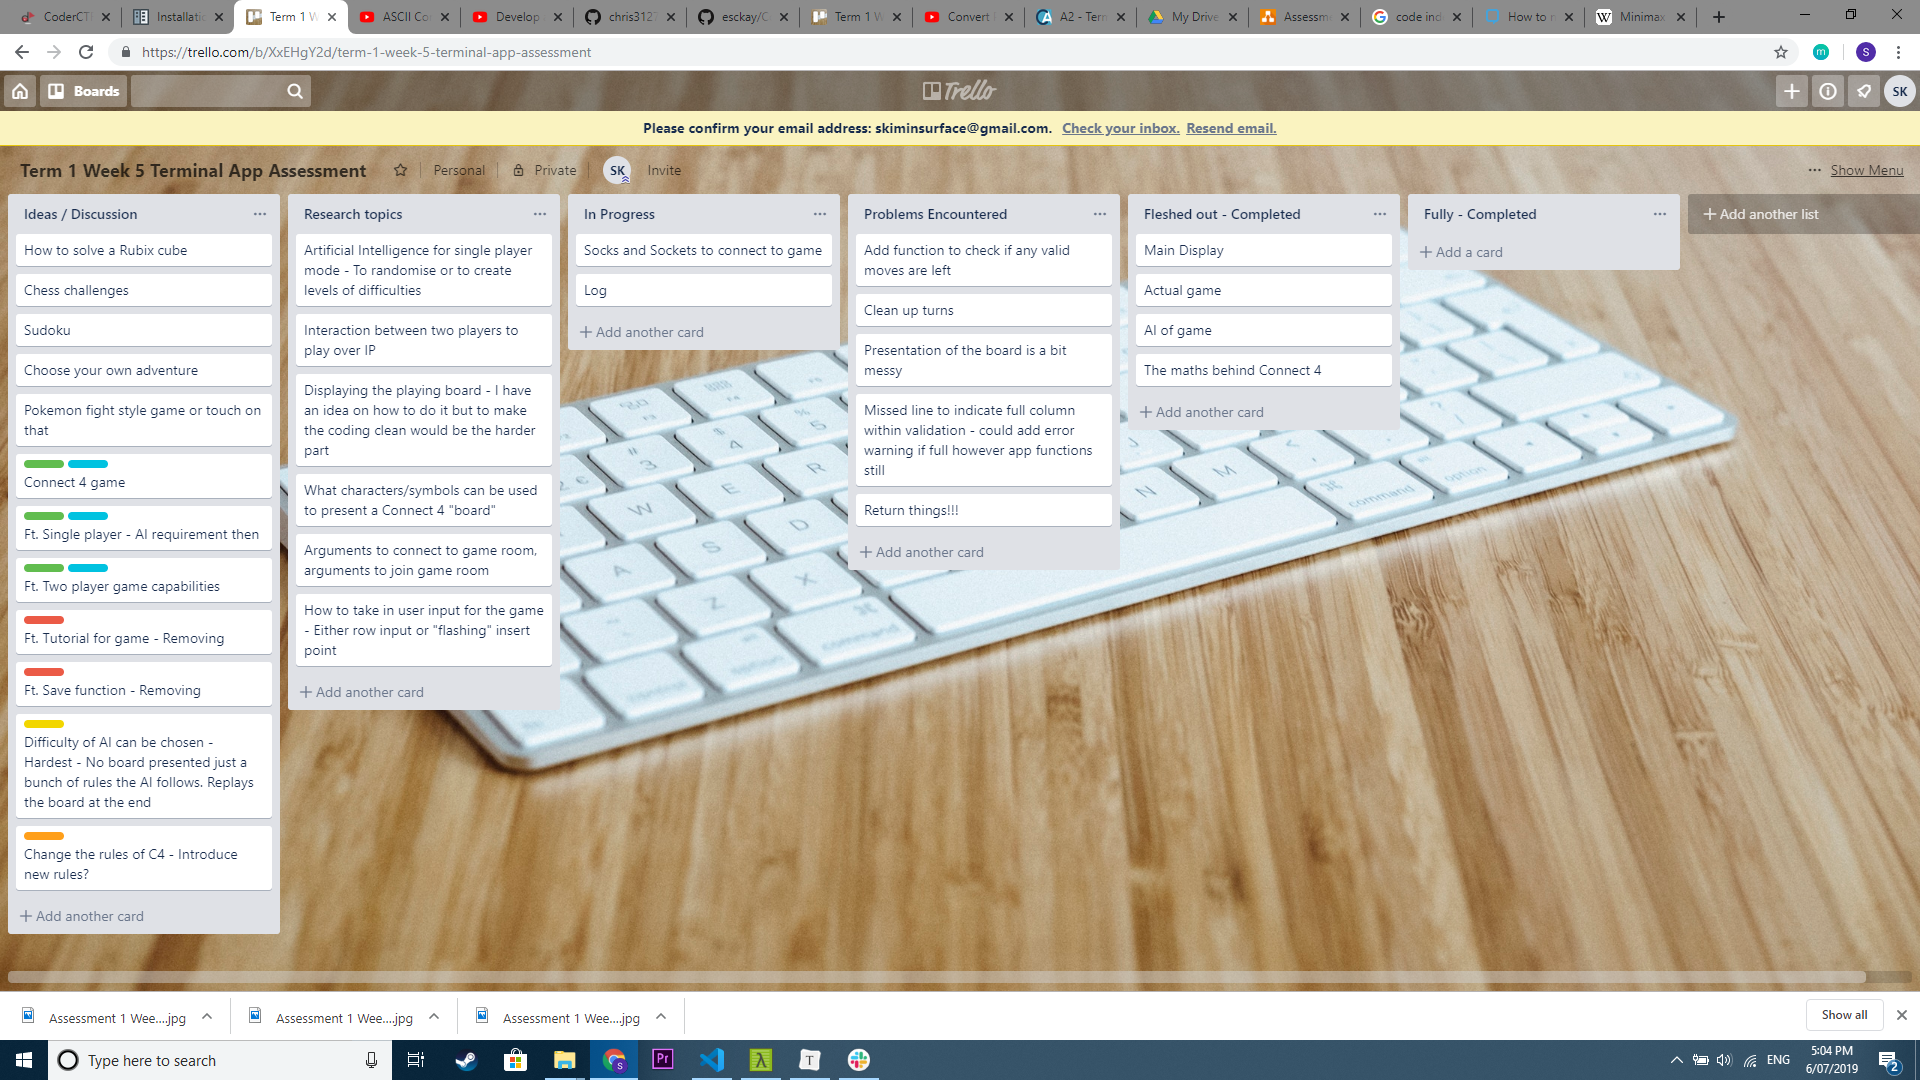 CoderCT
Installatio
Term 1 W
ASCII Co
Develop
chris312
esckay/C
Term 1 W
Convert
A2 - Terr
My Drive
Assessm
code ind
How to r
Minimax
https://trello.com/b/XxEHgY2d/term-1-week-5-terminal-app-assessment
m
S
Boards
Trello
SK
Please confirm your email address: skiminsurface@gmail.com. Check your inbox. Resend email.
Term 1 Week 5 Terminal App Assessment
Personal
Private
SK
Invite
... Show Menu
Ideas / Discussion
How to solve a Rubix cube
Chess challenges
Sudoku
Choose your own adventure
Pokemon fight style game or touch on
that
Connect 4 game
Ft. Single player - AI requirement then
Ft. Two player game capabilities
Ft. Tutorial for game - Removing
Ft. Save function - Removing
Difficulty of AI can be chosen -
Hardest - No board presented just a
bunch of rules the AI follows. Replays
the board at the end
Change the rules of C4 - Introduce
new rules?
+ Add another card
Research topics
Artificial Intelligence for single player
mode - To randomise or to create
levels of difficulties
Interaction between two players to
play over IP
Displaying the playing board - I have
an idea on how to do it but to make
the coding clean would be the harder
part
What characters/symbols can be used
to present a Connect 4 "board"
Arguments to connect to game room,
arguments to join game room
How to take in user input for the game
- Either row input or "flashing" insert
point
+ Add another card
In Progress
Socks and Sockets to connect to game
Log
+ Add another card
Problems Encountered
Add function to check if any valid
moves are left
Clean up turns
Presentation of the board is a bit
messy
Missed line to indicate full column
within validation - could add error
warning if full however app functions
still
Return things!!!
+ Add another card
Fleshed out - Completed
Main Display
Actual game
AI of game
The maths behind Connect 4
+ Add another card
Fully - Completed
+ Add a card
+ Add another list
Assessment 1 Wee....jpg
Assessment 1 Wee....jpg
Assessment 1 Wee....jpg
Show all
Type here to search
Pr
T
ENG
5:04 PM
6/07/2019
2